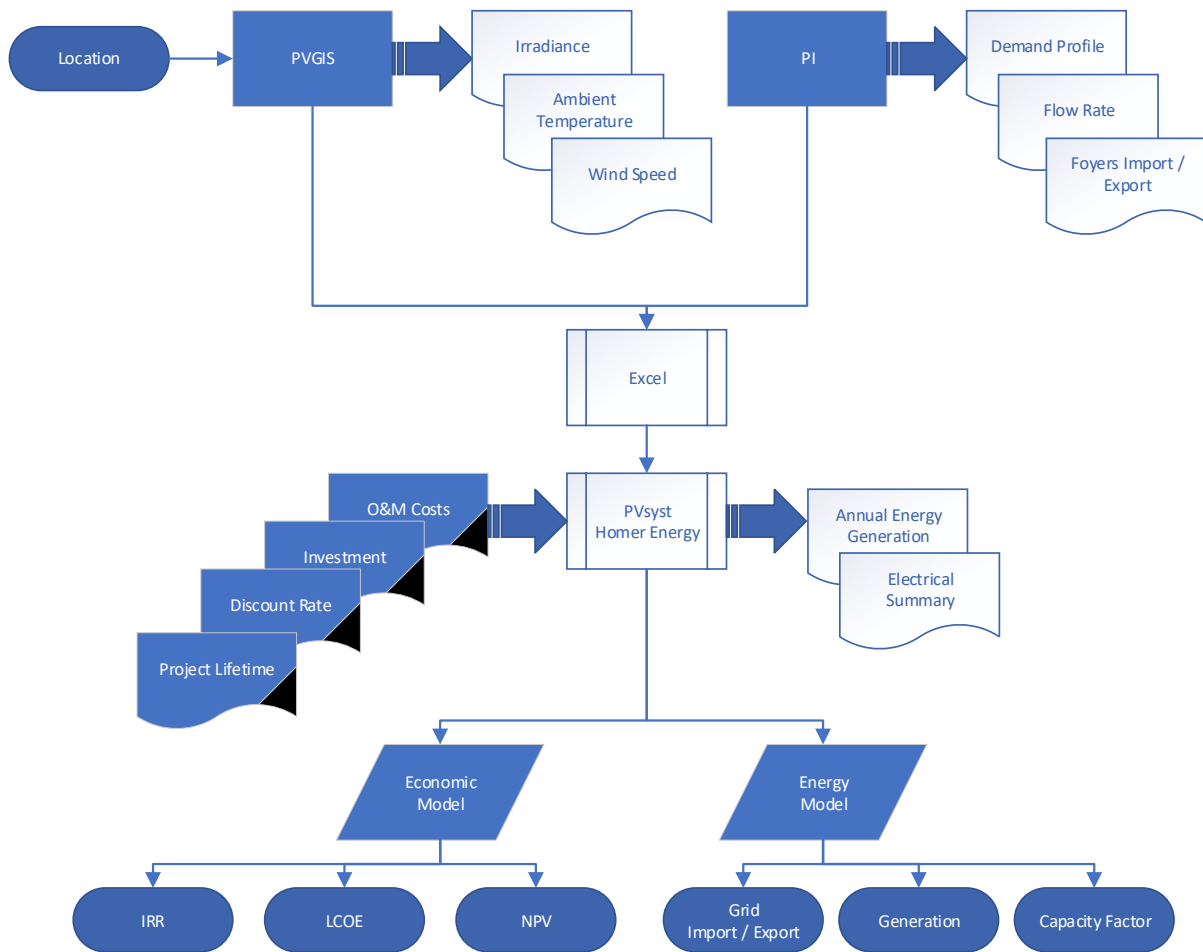 Location
PVGIS
Irradiance
Ambient
Temperature
Wind Speed
PI
Demand Profile
Flow Rate
Foyers Import /
Export
Excel
O&M Costs
Investment
Discount Rate
Project Lifetime
PVsyst
Homer Energy
Annual Energy
Generation
Electrical
Summary
Economic
Model
Energy
Model
IRR
LCOE
NPV
Grid
Import / Export
Generation
Capacity Factor